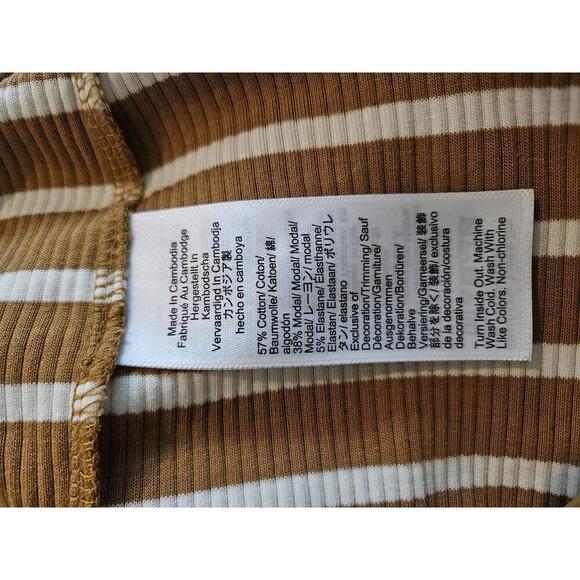 Made In Cambodia
Fabriqué Au Cambodge
Hergestellt In
Kambodscha
Vervaardigd In Cambodja
カンボジア製
hecho en camboya
57% Cotton/ Coton/
Baumwolle/ Katoen/ 綿/
algodón
38% Modal/ Modal/ Modal/
Modal/ レーヨン/ modal
5% Elastane/ Elasthanne/
Elastan/ Elastaan/ ポリウレ
タン/ elastano
Exclusive of
Decoration/Trimming/ Sauf
Décoration/Garniture/
Ausgenommen
Dekoration/Bordüren/
Behalve
Versiering/Garneersel/ 装飾
部分を除く/ [装飾/ exclusivo
de la decoración/costura
decorativa
Turn Inside Out. Machine
Wash Cold. Wash With
Like Colors. Non-chlorine